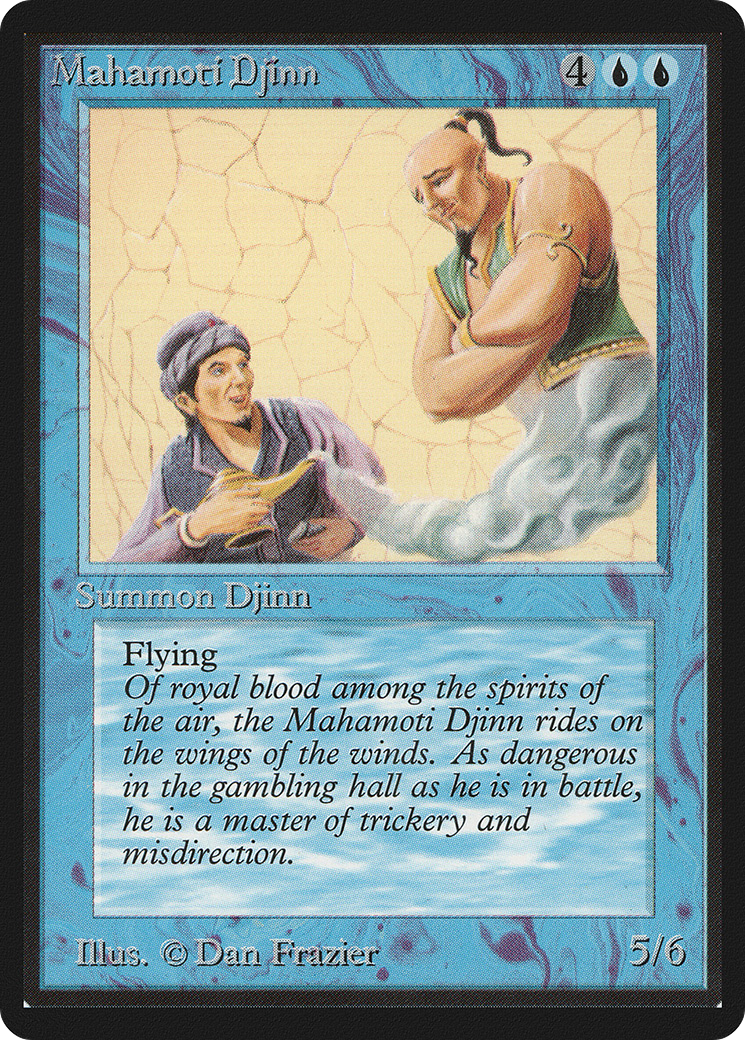 Mahamoti Djinn 4
Summon Djinn
Flying
Of royal blood among the spirits of
the air, the Mahamoti Djinn rides on
the wings of the winds. As dangerous
in the gambling hall as he is in battle,
he is a master of trickery and
misdirection.
Illus. © Dan Frazier 5/6